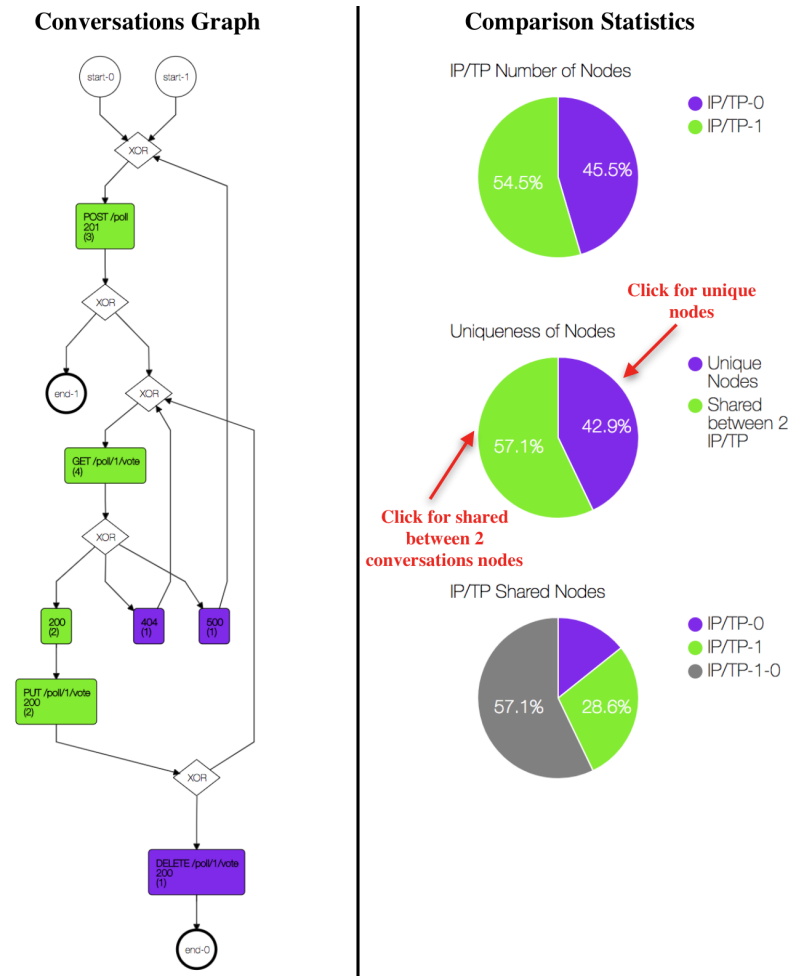 Conversations Graph
start-0
start-1
XOR
POST /poll
201
(3)
XOR
end-1
XOR
GET /poll/1/vote
(4)
XOR
200
(2)
404
(1)
500
(1)
PUT /poll/1/vote
200
(2)
XOR
DELETE /poll/1/vote
200
(1)
end-0
Comparison Statistics
IP/TP Number of Nodes
54.5%
45.5%
IP/TP-0
IP/TP-1
Click for unique
nodes
Uniqueness of Nodes
57.1%
42.9%
Unique
Nodes
Shared
between 2
IP/TP
Click for shared
between 2
conversations nodes
IP/TP Shared Nodes
57.1%
28.6%
IP/TP-0
IP/TP-1
IP/TP-1-0